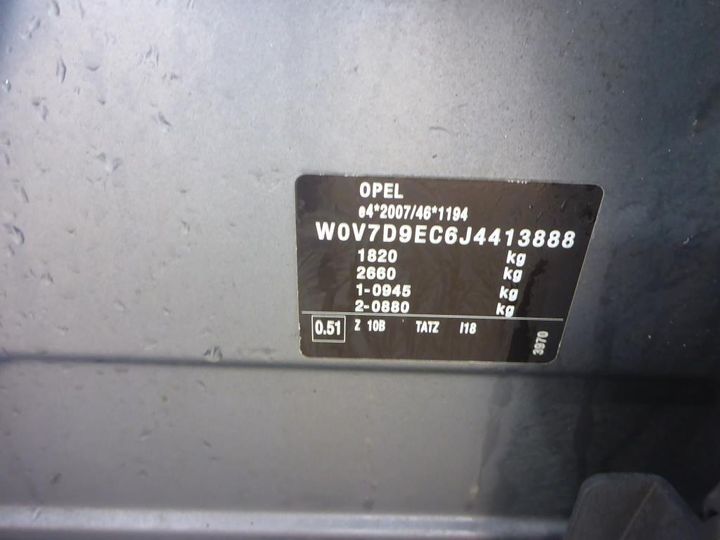 OPEL
e4*2007/46*1194
W0V7D9EC6J4413888
1820 kg
2660 kg
1-0945 kg
2-0880 kg
0.51 Z 10B TATZ I18
3970